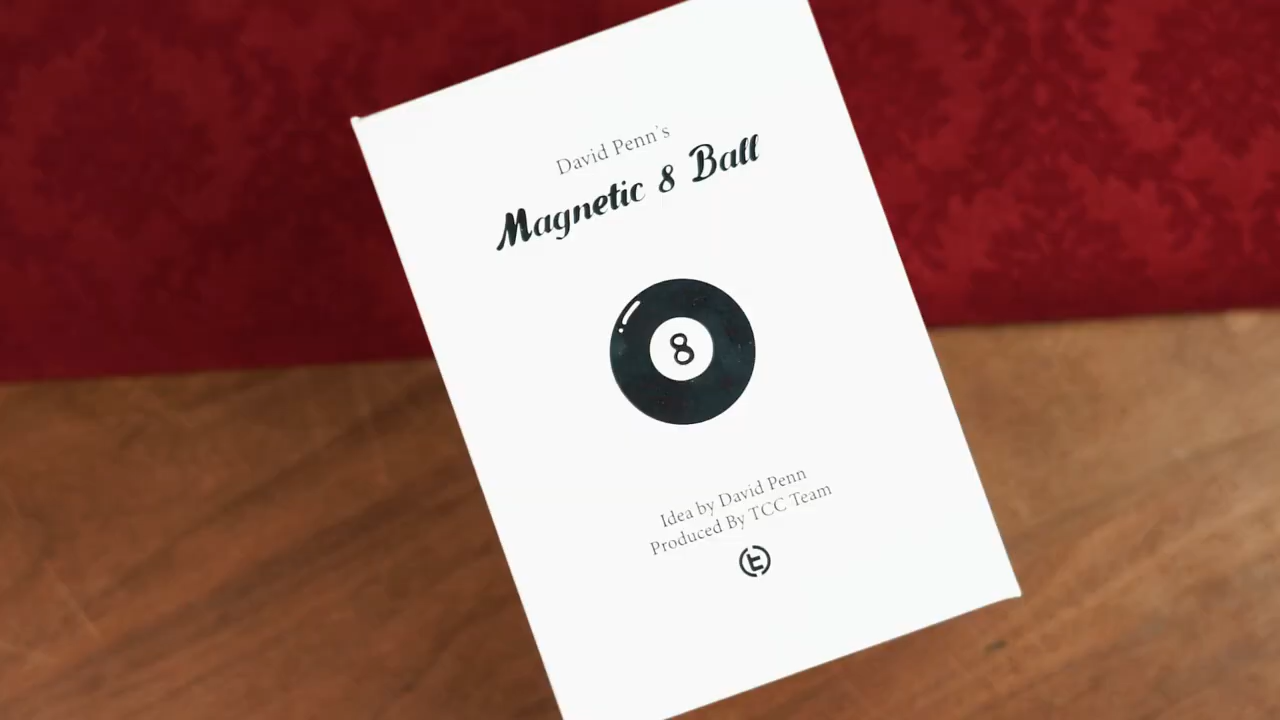 David Penn's
Magnetic 8 Ball
8
Idea by David Penn
Produced By TCC Team